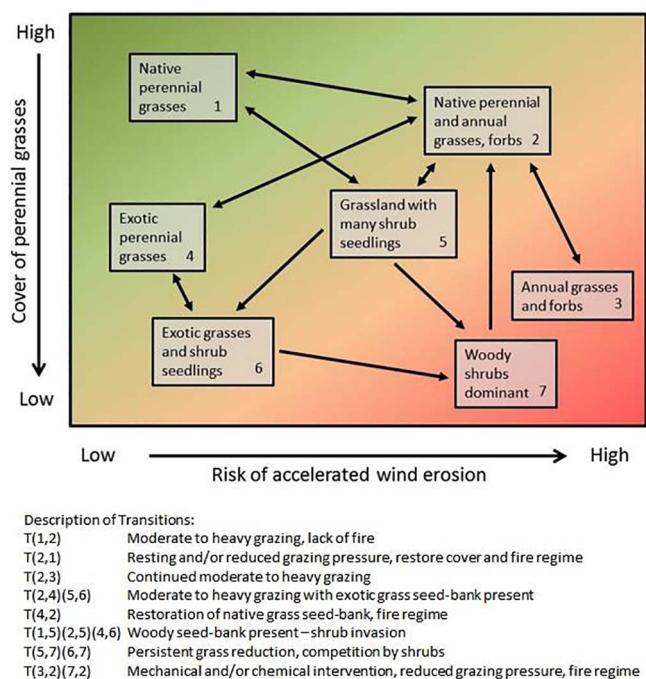 High
Cover of perennial grasses
Low
Native
perennial
grasses 1
Native perennial
and annual
grasses, forbs 2
Exotic
perennial
grasses 4
Grassland with
many shrub
seedlings 5
Annual grasses
and forbs 3
Exotic grasses
and shrub
seedlings 6
Woody
shrubs
dominant 7
Low High
Risk of accelerated wind erosion
Description of Transitions:
T(1,2) Moderate to heavy grazing, lack of fire
T(2,1) Resting and/or reduced grazing pressure, restore cover and fire regime
T(2,3) Continued moderate to heavy grazing
T(2,4)(5,6) Moderate to heavy grazing with exotic grass seed-bank present
T(4,2) Restoration of native grass seed-bank, fire regime
T(1,5)(2,5)(4,6) Woody seed-bank present – shrub invasion
T(5,7)(6,7) Persistent grass reduction, competition by shrubs
T(3,2)(7,2) Mechanical and/or chemical intervention, reduced grazing pressure, fire regime